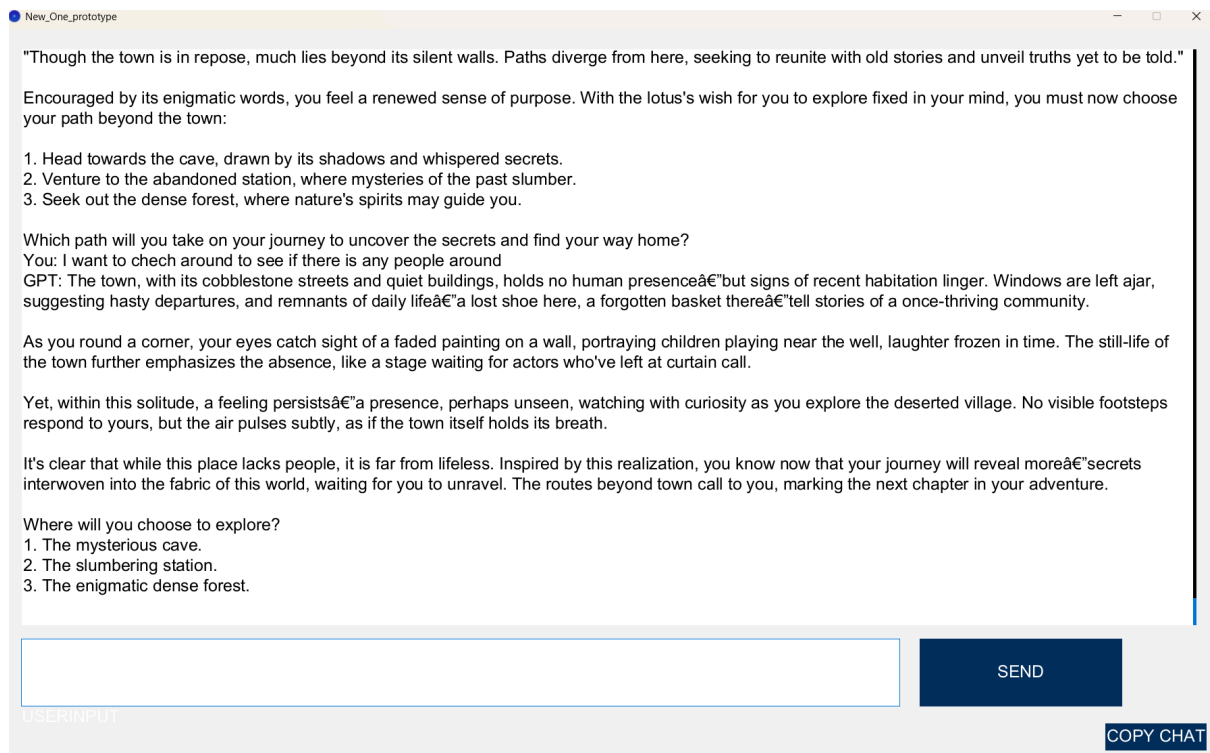 New_One_prototype
"Though the town is in repose, much lies beyond its silent walls. Paths diverge from here, seeking to reunite with old stories and unveil truths yet to be told."
Encouraged by its enigmatic words, you feel a renewed sense of purpose. With the lotus's wish for you to explore fixed in your mind, you must now choose
your path beyond the town:
1. Head towards the cave, drawn by its shadows and whispered secrets.
2. Venture to the abandoned station, where mysteries of the past slumber.
3. Seek out the dense forest, where nature's spirits may guide you.
Which path will you take on your journey to uncover the secrets and find your way home?
You: I want to chech around to see if there is any people around
GPT: The town, with its cobblestone streets and quiet buildings, holds no human presenceâ€”but signs of recent habitation linger. Windows are left ajar,
suggesting hasty departures, and remnants of daily lifeâ€”a lost shoe here, a forgotten basket thereâ€”tell stories of a once-thriving community.
As you round a corner, your eyes catch sight of a faded painting on a wall, portraying children playing near the well, laughter frozen in time. The still-life of
the town further emphasizes the absence, like a stage waiting for actors who've left at curtain call.
Yet, within this solitude, a feeling persistsâ€”a presence, perhaps unseen, watching with curiosity as you explore the deserted village. No visible footsteps
respond to yours, but the air pulses subtly, as if the town itself holds its breath.
It's clear that while this place lacks people, it is far from lifeless. Inspired by this realization, you know now that your journey will reveal moreâ€”secrets
interwoven into the fabric of this world, waiting for you to unravel. The routes beyond town call to you, marking the next chapter in your adventure.
Where will you choose to explore?
1. The mysterious cave.
2. The slumbering station.
3. The enigmatic dense forest.
SEND
USERINPUT
COPY CHAT